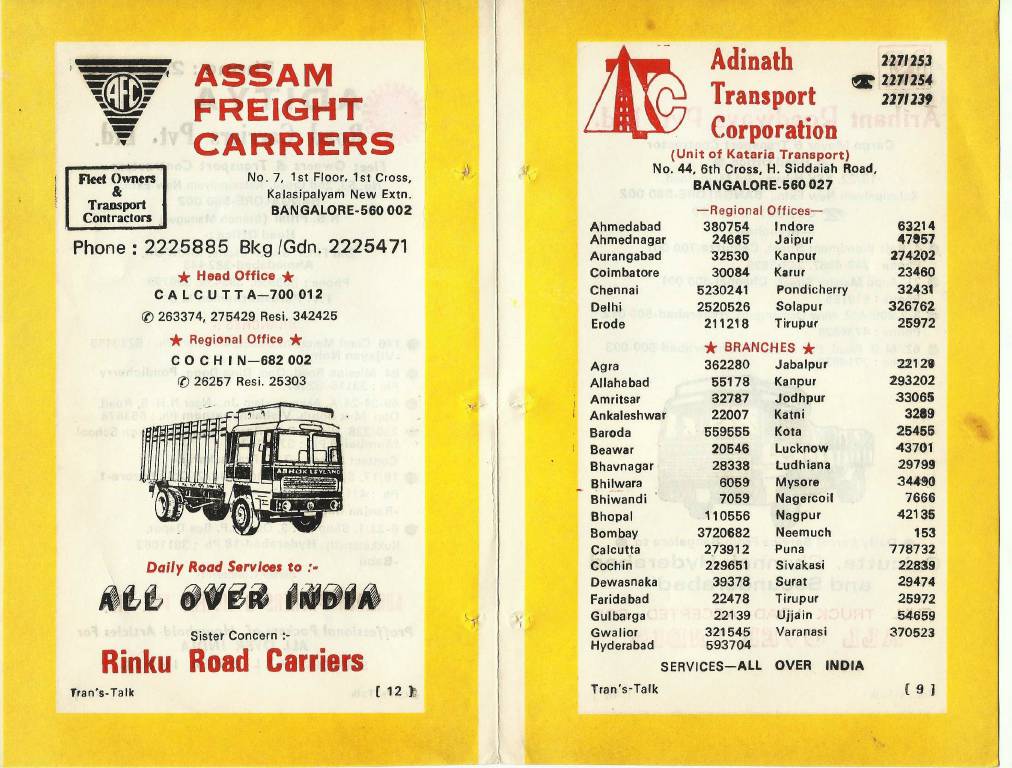 AFC
ASSAM
FREIGHT
CARRIERS
Fleet Owners
&
Transport
Contractors
No. 7, 1st Floor, 1st Cross,
Kalasipalyam New Extn.
BANGALORE-560 002
Phone : 2225885 Bkg/Gdn. 2225471
★ Head Office ★
CALCUTTA—700 012
✆ 263374, 275429 Resi. 342425
★ Regional Office ★
COCHIN—682 002
✆ 26257 Resi. 25303
ASHOK LEYLAND
Daily Road Services to :-
ALL OVER INDIA
Sister Concern :-
Rinku Road Carriers
Tran's-Talk [ 12 ]
ATC
Adinath
Transport
Corporation
2271253
☎ 2271254
2271239
(Unit of Kataria Transport)
No. 44, 6th Cross, H. Siddaiah Road,
BANGALORE-560 027
—Regional Offices—
Ahmedabad 380754 Indore 63214
Ahmednagar 24665 Jaipur 47957
Aurangabad 32530 Kanpur 274202
Coimbatore 30084 Karur 23460
Chennai 5230241 Pondicherry 32431
Delhi 2520526 Solapur 326762
Erode 211218 Tirupur 25972
★ BRANCHES ★
Agra 362280 Jabalpur 22128
Allahabad 55178 Kanpur 293202
Amritsar 32787 Jodhpur 33065
Ankaleshwar 22007 Katni 3289
Baroda 559555 Kota 25455
Beawar 20546 Lucknow 43701
Bhavnagar 28338 Ludhiana 29799
Bhilwara 6059 Mysore 34490
Bhiwandi 7059 Nagercoil 7666
Bhopal 110556 Nagpur 42135
Bombay 3720682 Neemuch 153
Calcutta 273912 Puna 778732
Cochin 229651 Sivakasi 22839
Dewasnaka 39378 Surat 29474
Faridabad 22478 Tirupur 25972
Gulbarga 22139 Ujjain 54659
Gwalior 321545 Varanasi 370523
Hyderabad 593704
SERVICES—ALL OVER INDIA
Tran's-Talk [ 9 ]